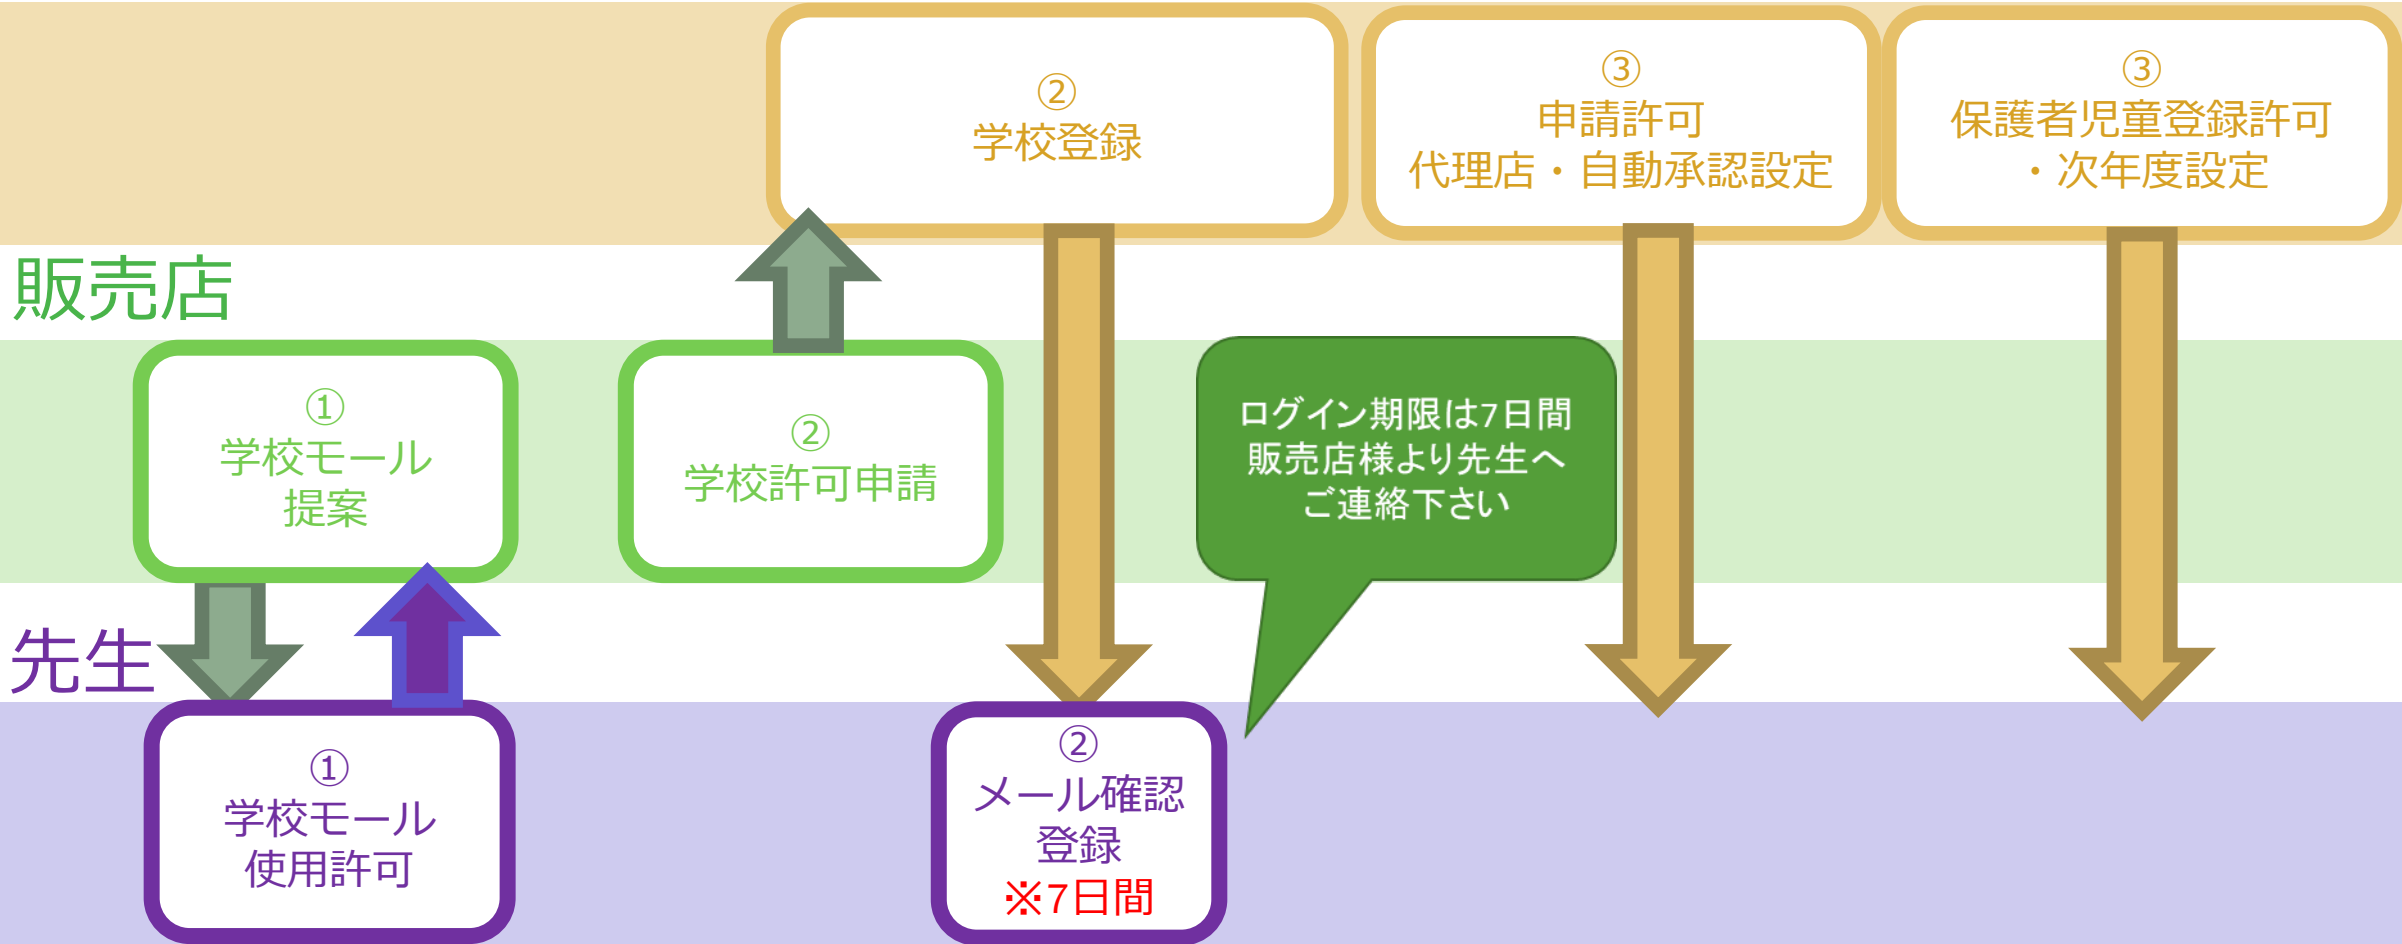 ②
学校登録
③
申請許可
代理店・自動承認設定
③
保護者児童登録許可
・次年度設定
販売店
①
学校モール
提案
②
学校許可申請
ログイン期限は7日間
販売店様より先生へ
ご連絡下さい
先生
①
学校モール
使用許可
②
メール確認
登録
※7日間